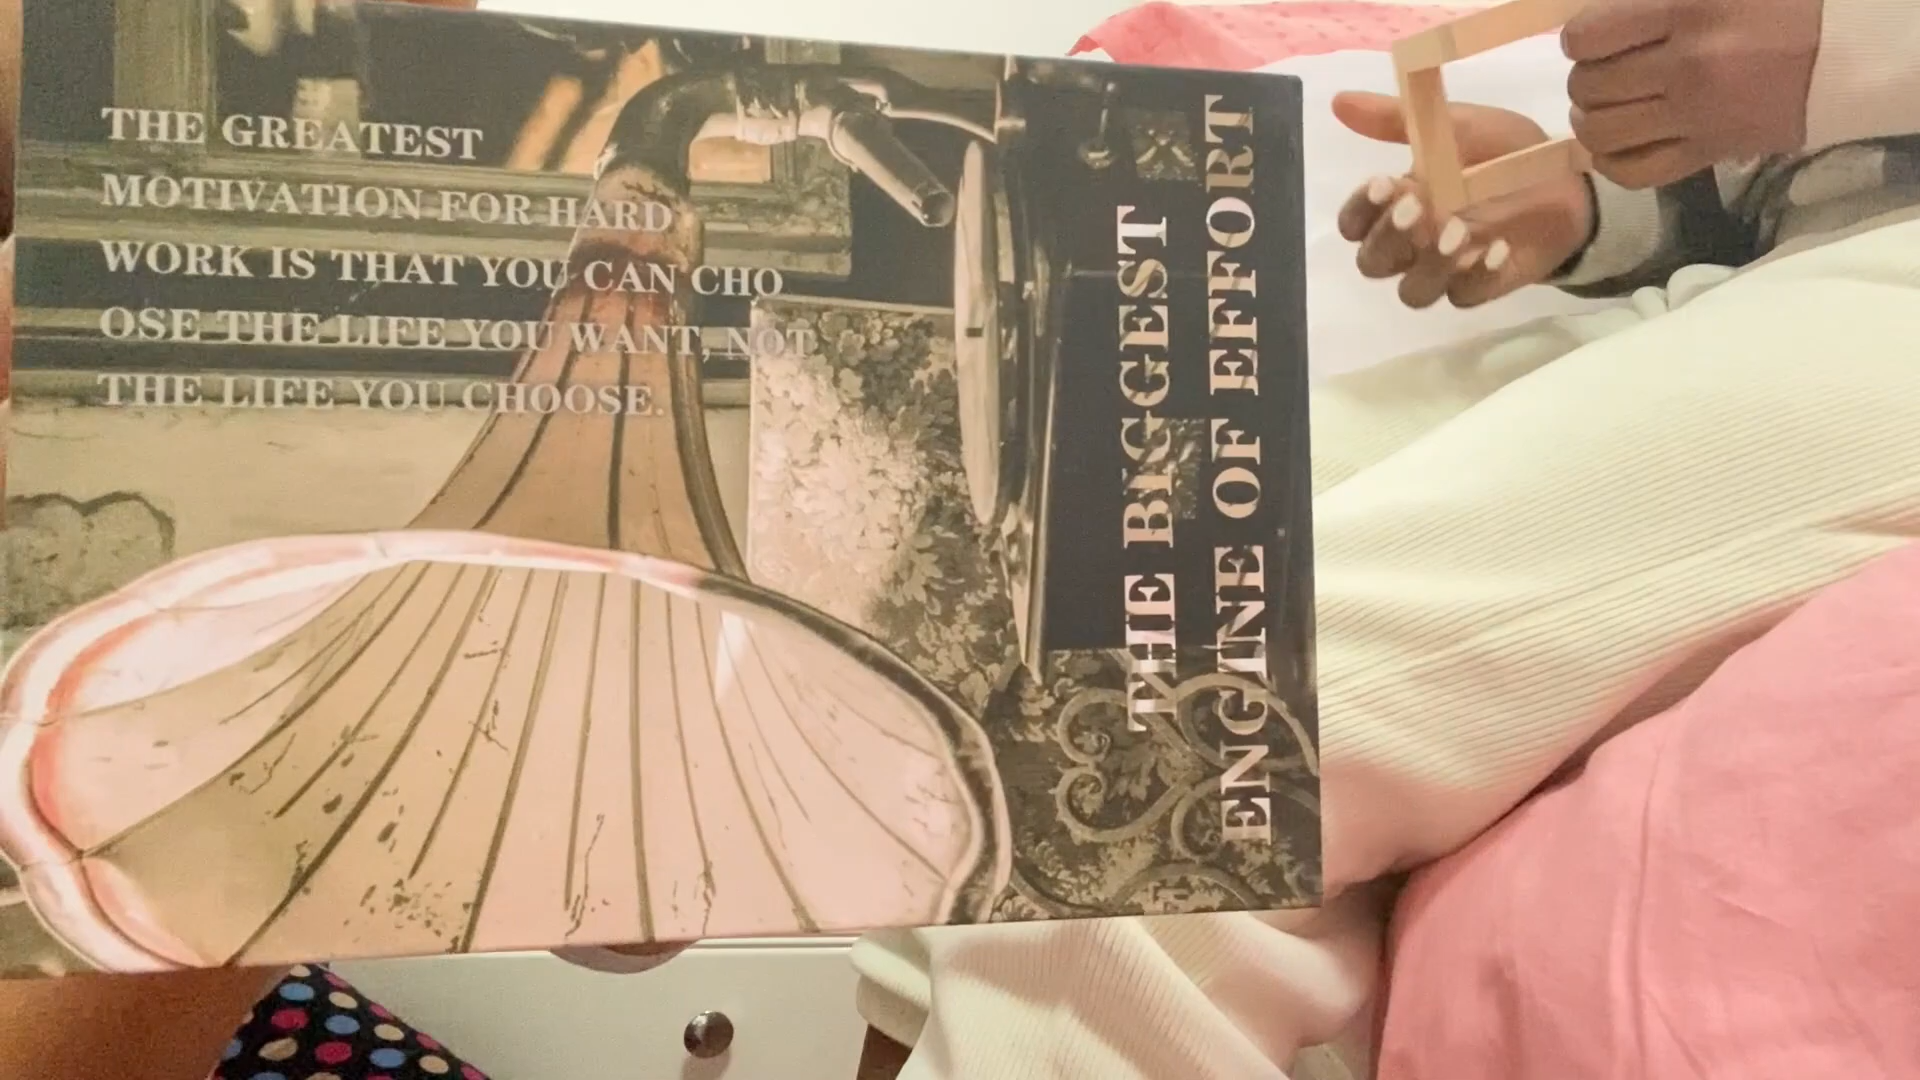 THE GREATEST
MOTIVATION FOR HARD
WORK IS THAT YOU CAN CHO
OSE THE LIFE YOU WANT, NOT
THE LIFE YOU CHOOSE.
THE BIGGEST
ENGINE OF EFFORT